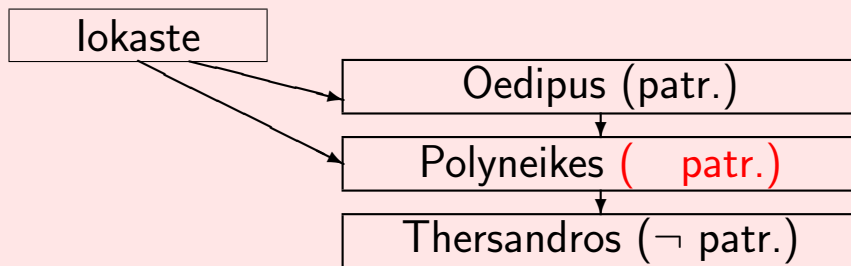 Iokaste
Oedipus (patr.)
Polyneikes ( patr.)
Thersandros (¬ patr.)